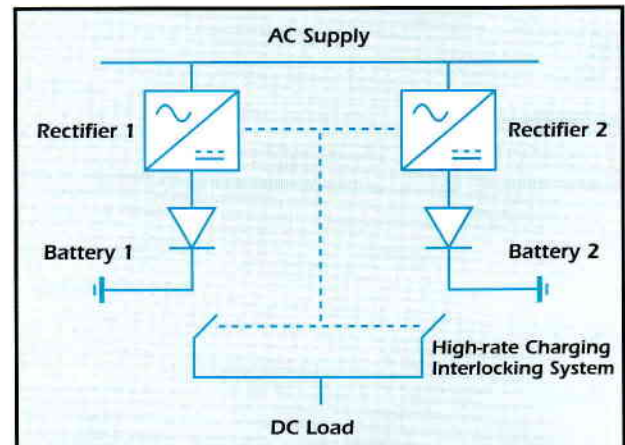 AC Supply
Rectifier 1
Rectifier 2
Battery 1
Battery 2
High-rate Charging
Interlocking System
DC Load